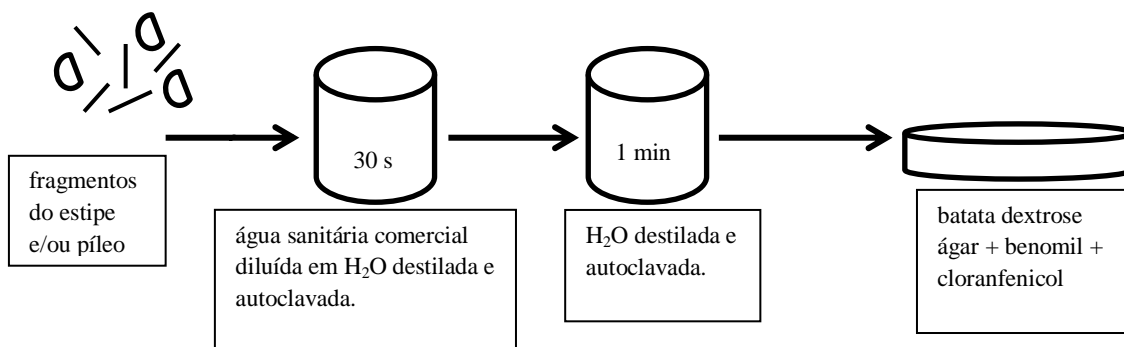 30 s
1 min
fragmentos
do estipe
e/ou píleo
água sanitária comercial
diluída em H₂O destilada e
autoclavada.
H₂O destilada e
autoclavada.
batata dextrose
ágar + benomil +
cloranfenicol